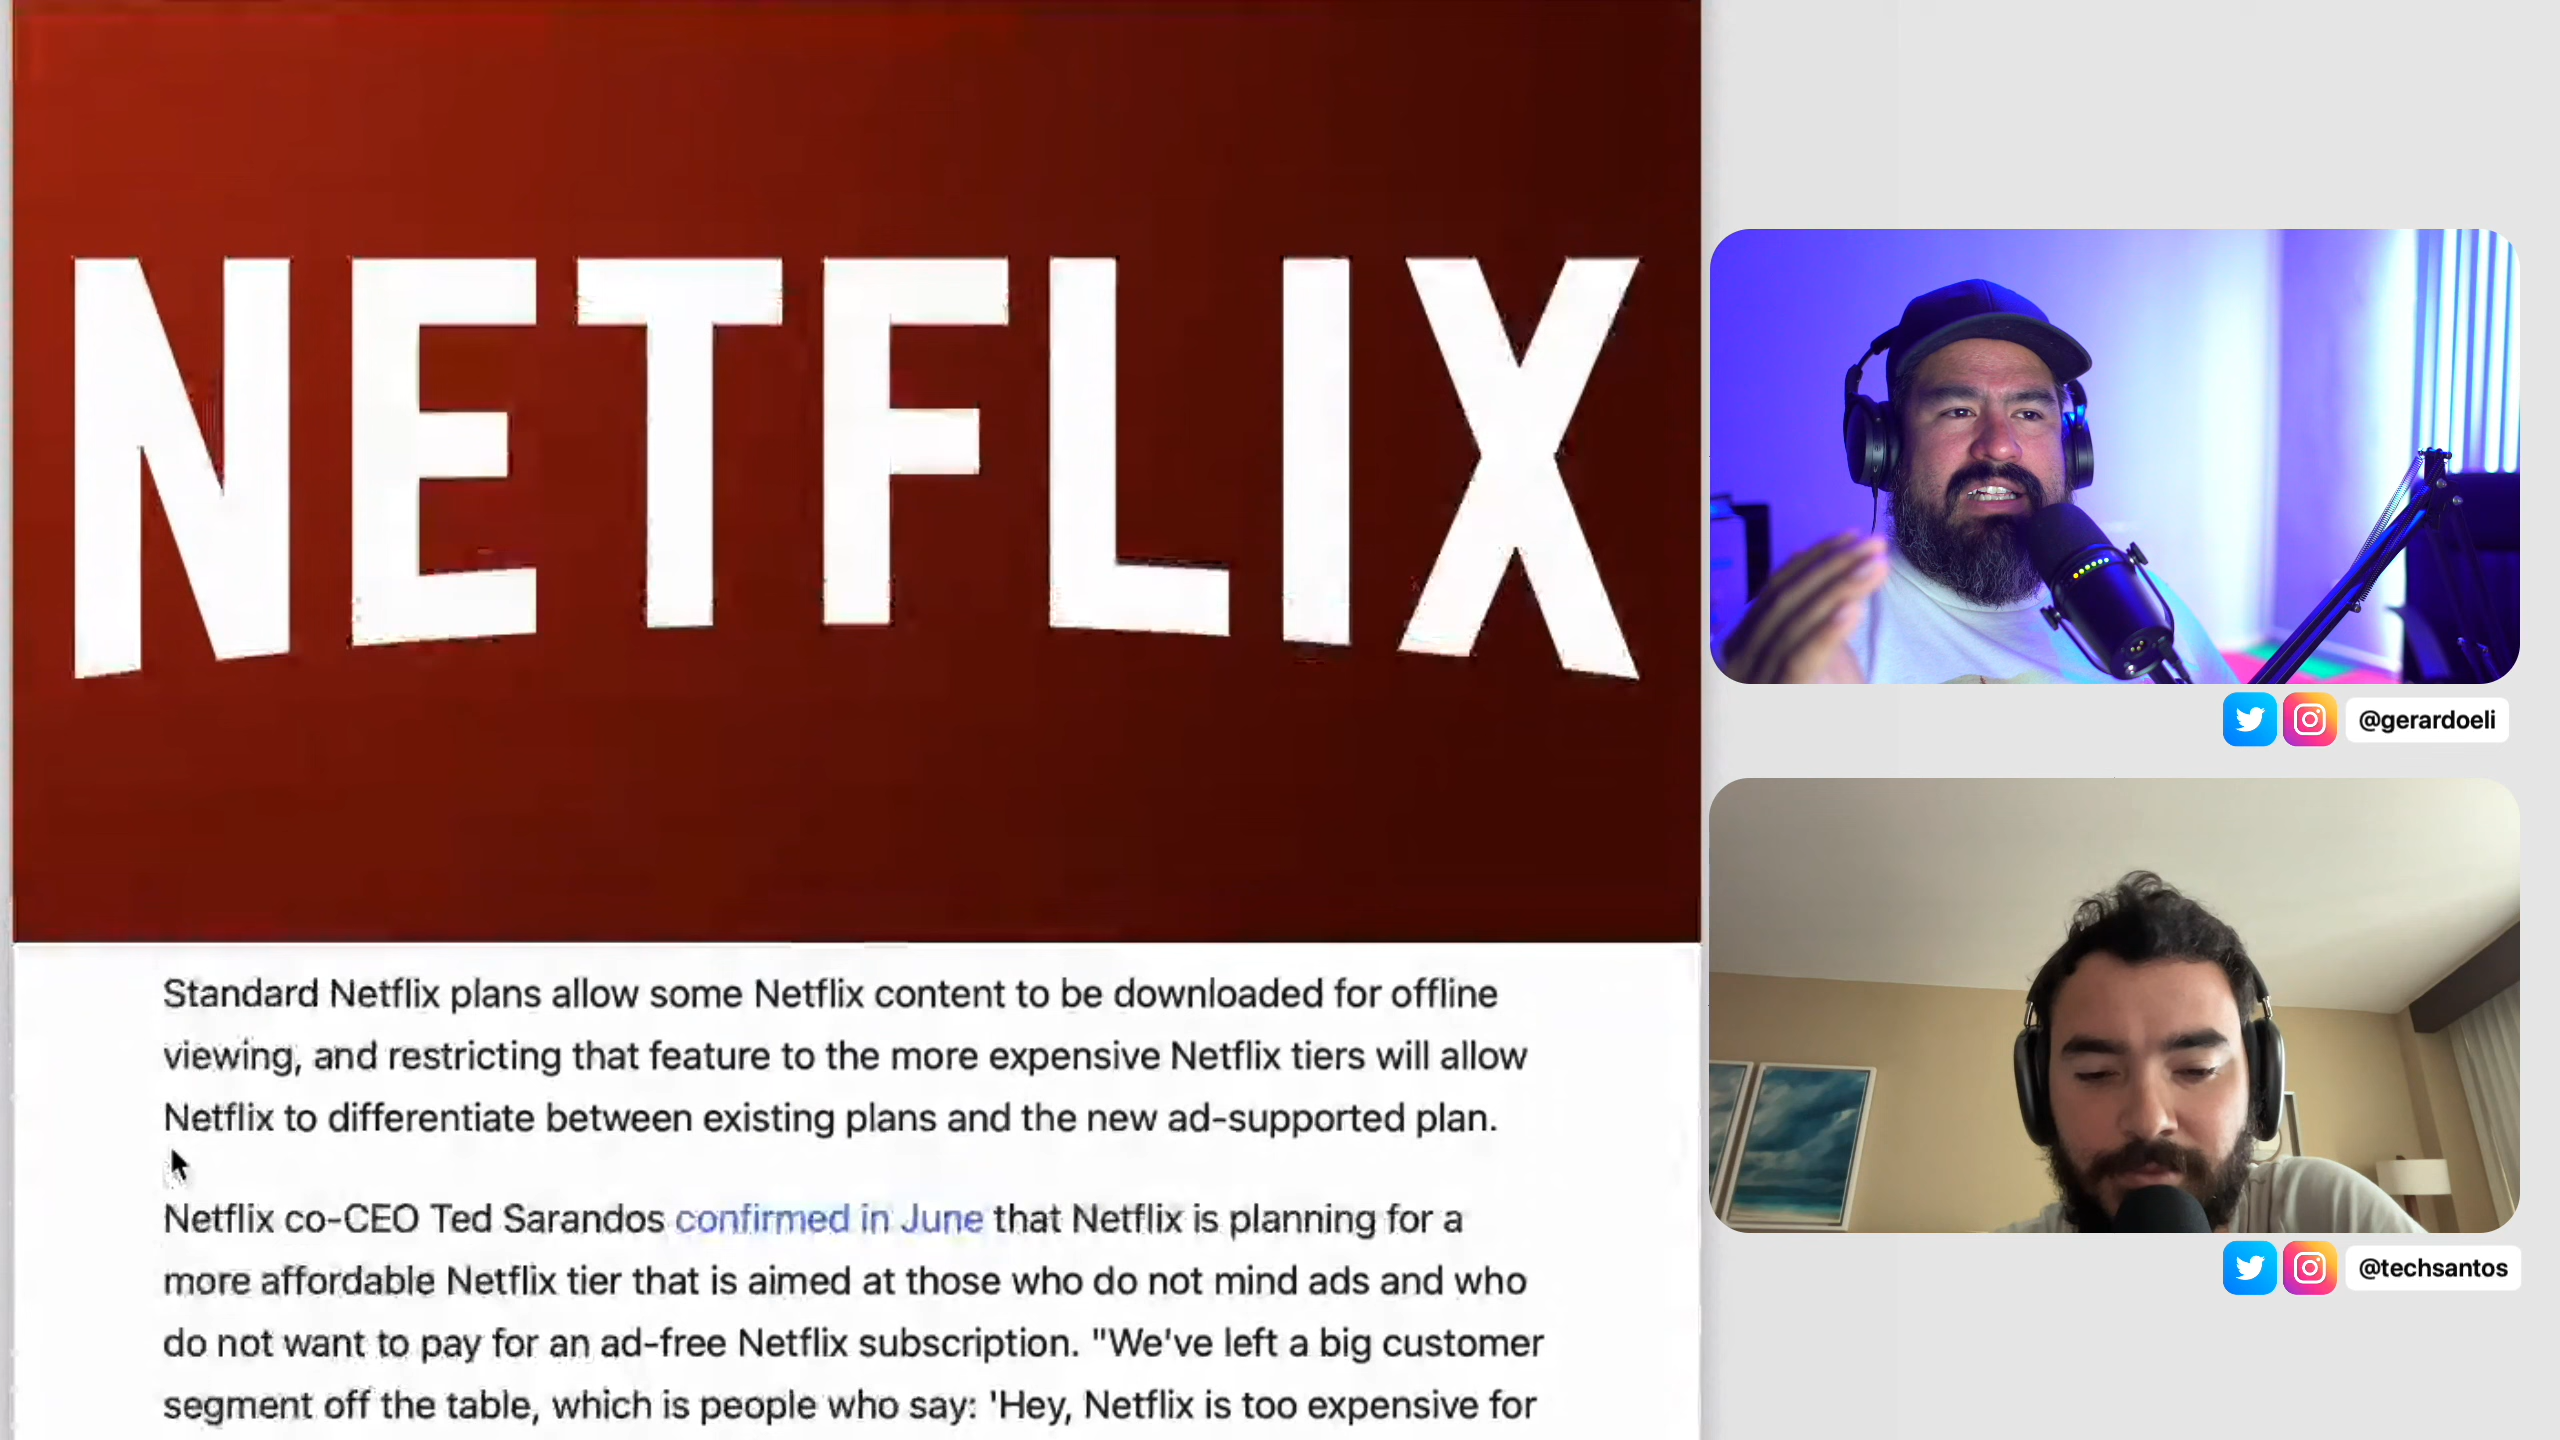 NETFLIX
Standard Netflix plans allow some Netflix content to be downloaded for offline
viewing, and restricting that feature to the more expensive Netflix tiers will allow
Netflix to differentiate between existing plans and the new ad-supported plan.
Netflix co-CEO Ted Sarandos confirmed in June that Netflix is planning for a
more affordable Netflix tier that is aimed at those who do not mind ads and who
do not want to pay for an ad-free Netflix subscription. "We've left a big customer
segment off the table, which is people who say: 'Hey, Netflix is too expensive for
@gerardoeli
@techsantos